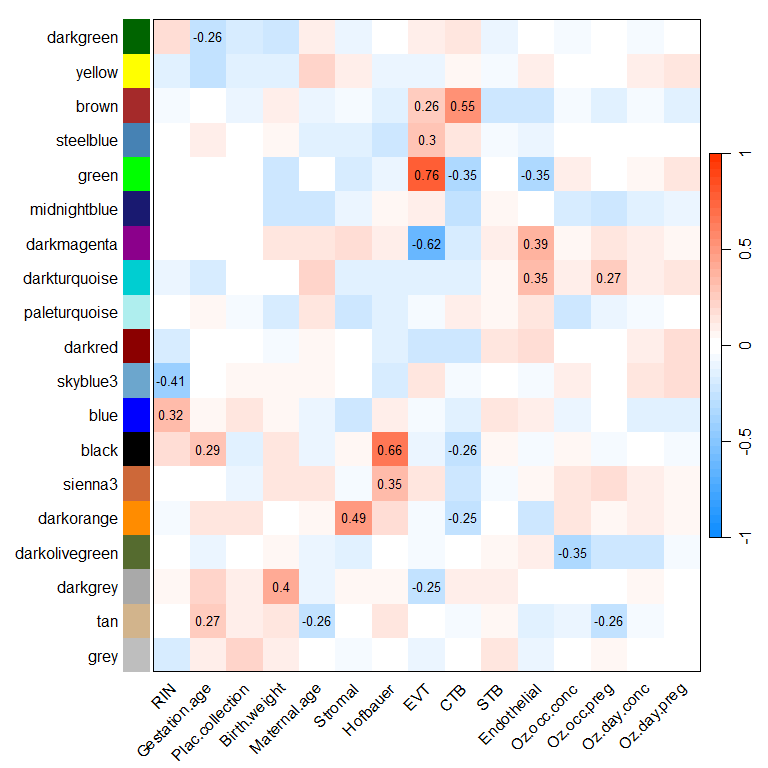 darkgreen -0.26
yellow
brown 0.26 0.55
steelblue 0.3
green 0.76 -0.35 -0.35
midnightblue
darkmagenta -0.62 0.39
darkturquoise 0.35 0.27
paleturquoise
darkred
skyblue3 -0.41
blue 0.32
black 0.29 0.66 -0.26
sienna3 0.35
darkorange 0.49 -0.25
darkolivegreen -0.35
darkgrey 0.4 -0.25
tan 0.27 -0.26 -0.26
grey
RIN
Gestation.age
Plac.collection
Birth.weight
Maternal.age
Stromal
Hofbauer
EVT
CTB
STB
Endothelial
Oz.occ.conc
Oz.occ.preg
Oz.day.conc
Oz.day.preg
1
0.5
0
-0.5
-1